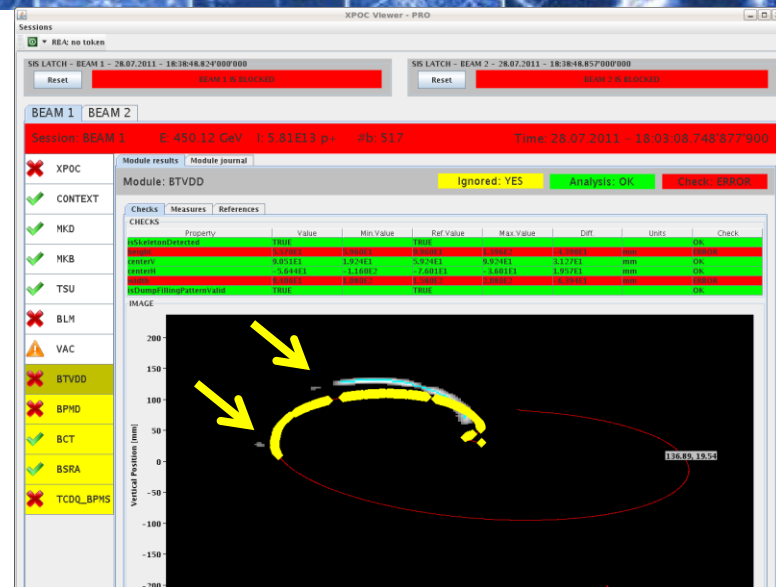 XPOC Viewer - PRO
Sessions
RBA: no token
SIS LATCH - BEAM 1 - 28.07.2011 - 18:38:48.824'000'000
Reset
BEAM 1 IS BLOCKED
SIS LATCH - BEAM 2 - 28.07.2011 - 18:38:48.857'000'000
Reset
BEAM 2 IS BLOCKED
BEAM 1 BEAM 2
Session: BEAM 1 E: 450.12 GeV I: 5.81E13 p+ #b: 517 Time: 28.07.2011 - 18:03:08.748'877'900
XPOC
CONTEXT
MKD
MKB
TSU
BLM
VAC
BTVDD
BPMD
BCT
BSRA
TCDQ_BPMS
Module results Module journal
Module: BTVDD
Ignored: YES
Analysis: OK
Check: ERROR
Checks Measures References
CHECKS
Property Value Min.Value Ref.Value Max.Value Diff. Units Check
isSkeletonDetected TRUE TRUE OK
height mm ERROR
centerV 9.051E1 1.924E1 5.924E1 9.924E1 3.127E1 mm OK
centerH -5.644E1 -1.160E2 -7.601E1 -3.601E1 1.957E1 mm OK
width mm ERROR
isDumpFillingPatternValid TRUE TRUE OK
IMAGE
Vertical Position [mm]
200
150
100
50
0
-50
-100
-150
-200
136.89, 19.54